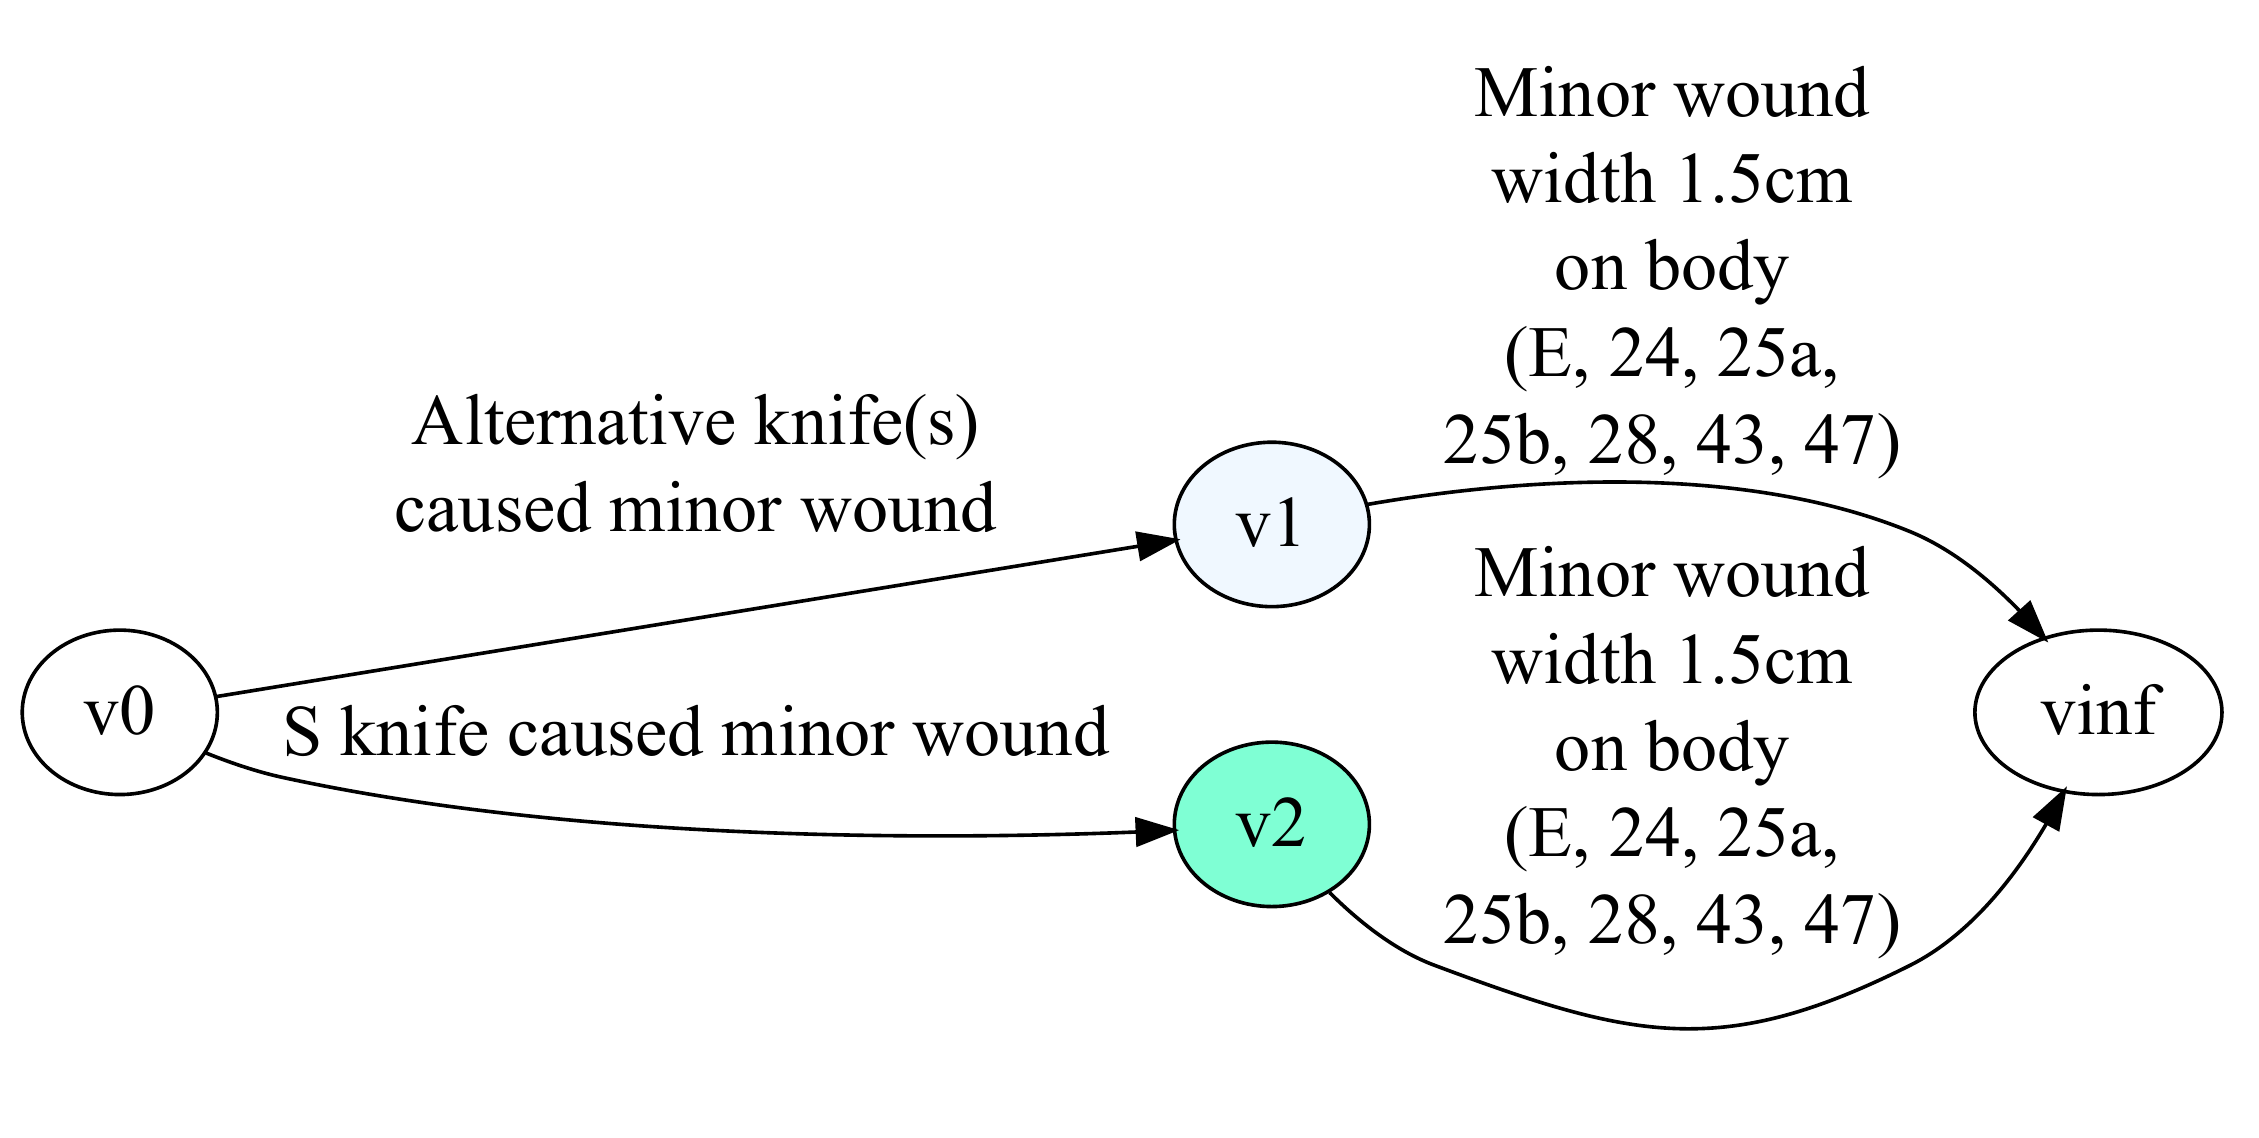 Minor wound
width 1.5cm
on body
(E, 24, 25a,
25b, 28, 43, 47)
Alternative knife(s)
caused minor wound
v1
Minor wound
width 1.5cm
on body
(E, 24, 25a,
25b, 28, 43, 47)
v0
S knife caused minor wound
v2
vinf